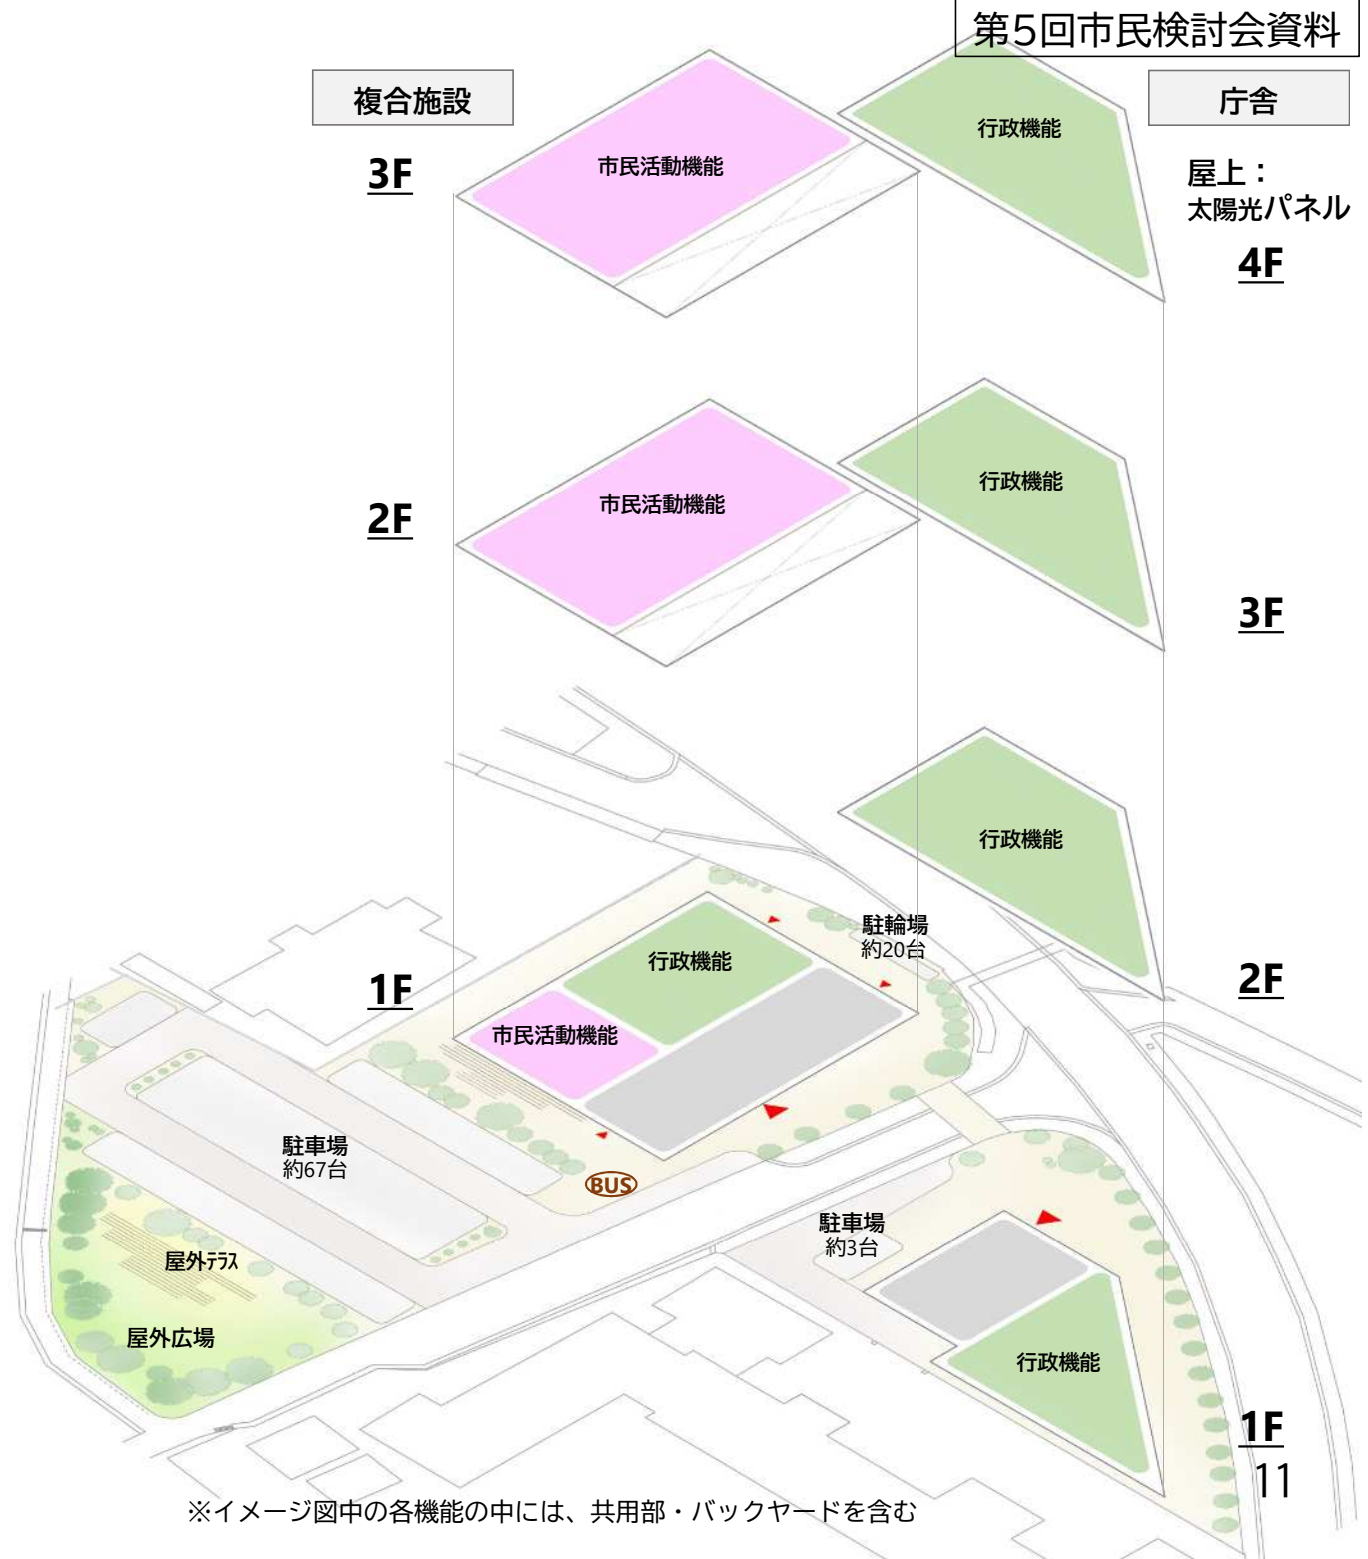 第5回市民検討会資料
複合施設
庁舎
3F
市民活動機能
行政機能
屋上：
太陽光パネル
4F
2F
市民活動機能
行政機能
3F
行政機能
2F
1F
行政機能
市民活動機能
駐輪場
約20台
駐車場
約67台
BUS
駐車場
約3台
屋外テラス
屋外広場
行政機能
1F
11
※イメージ図中の各機能の中には、共用部・バックヤードを含む